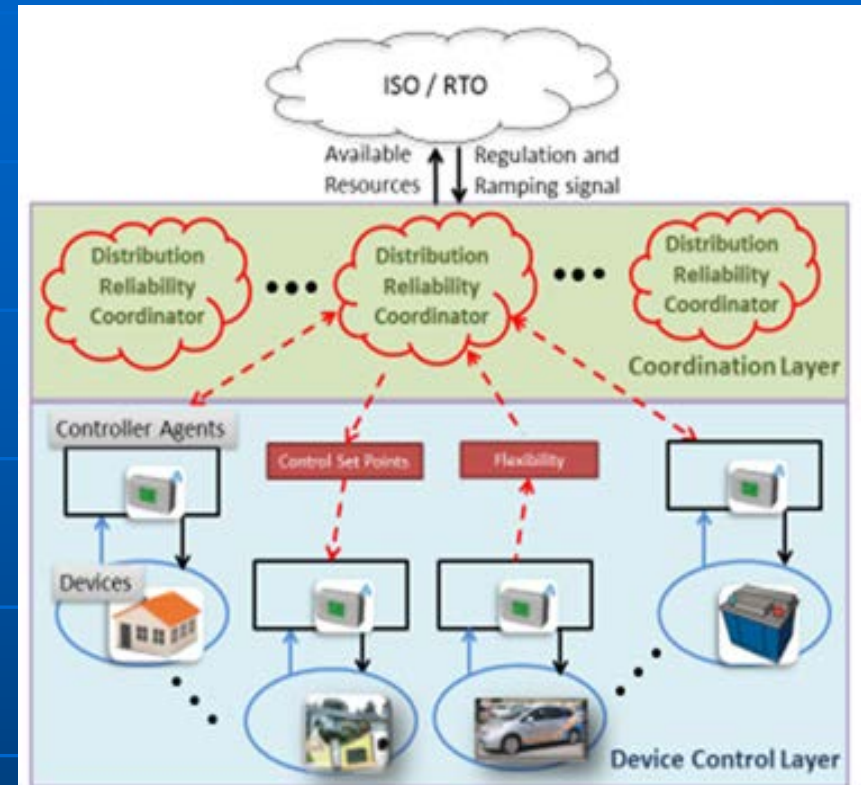 ISO / RTO
Available
Resources
Regulation and
Ramping signal
Distribution
Reliability
Coordinator
Distribution
Reliability
Coordinator
Distribution
Reliability
Coordinator
Coordination Layer
Controller Agents
Control Set Points
Flexibility
Devices
Device Control Layer